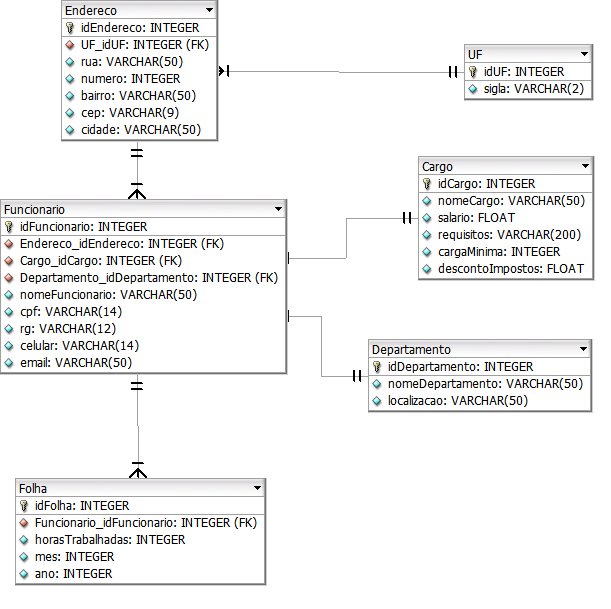 Endereco
idEndereco: INTEGER
UF_idUF: INTEGER (FK)
rua: VARCHAR(50)
numero: INTEGER
bairro: VARCHAR(50)
cep: VARCHAR(9)
cidade: VARCHAR(50)
UF
idUF: INTEGER
sigla: VARCHAR(2)
Cargo
idCargo: INTEGER
nomeCargo: VARCHAR(50)
salario: FLOAT
requisitos: VARCHAR(200)
cargaMinima: INTEGER
descontoImpostos: FLOAT
Funcionario
idFuncionario: INTEGER
Endereco_idEndereco: INTEGER (FK)
Cargo_idCargo: INTEGER (FK)
Departamento_idDepartamento: INTEGER (FK)
nomeFuncionario: VARCHAR(50)
cpf: VARCHAR(14)
rg: VARCHAR(12)
celular: VARCHAR(14)
email: VARCHAR(50)
Departamento
idDepartamento: INTEGER
nomeDepartamento: VARCHAR(50)
localizacao: VARCHAR(50)
Folha
idFolha: INTEGER
Funcionario_idFuncionario: INTEGER (FK)
horasTrabalhadas: INTEGER
mes: INTEGER
ano: INTEGER